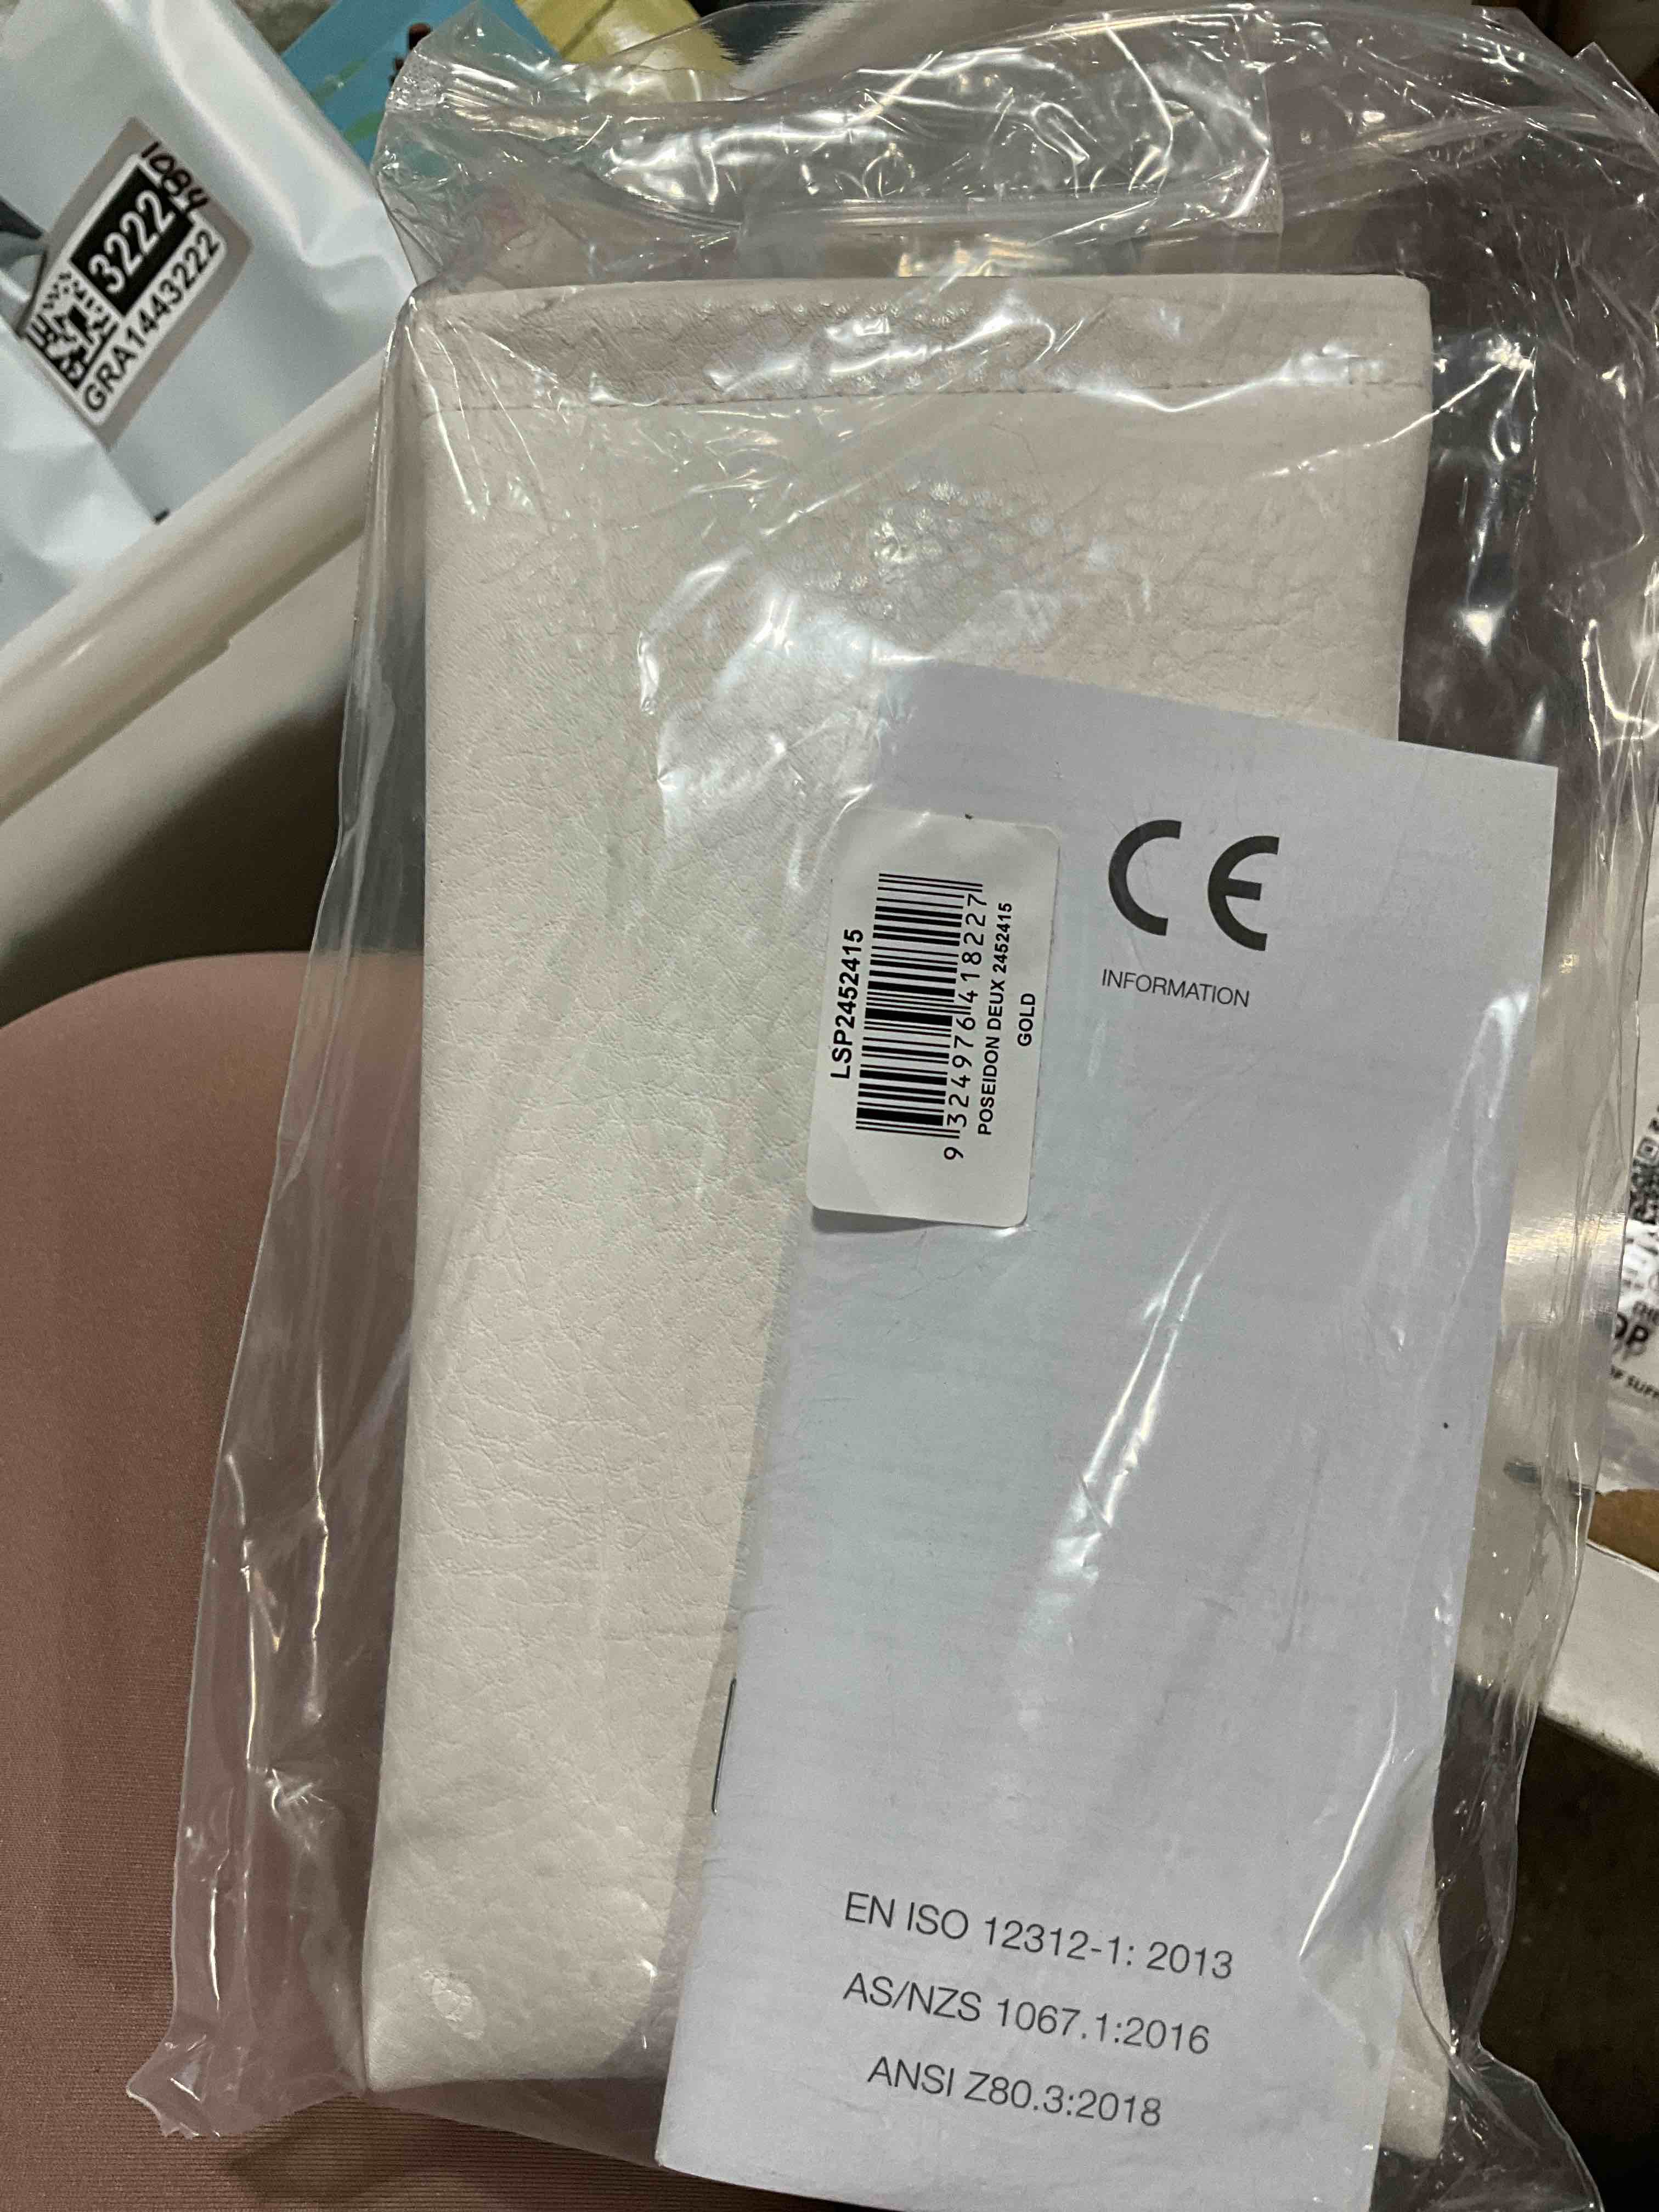 1084
3222
GRA1443222
CE
INFORMATION
LSP2452415
9 324976 418227
POSEIDON DEUX 2452415
GOLD
EN ISO 12312-1: 2013
AS/NZS 1067.1:2016
ANSI Z80.3:2018